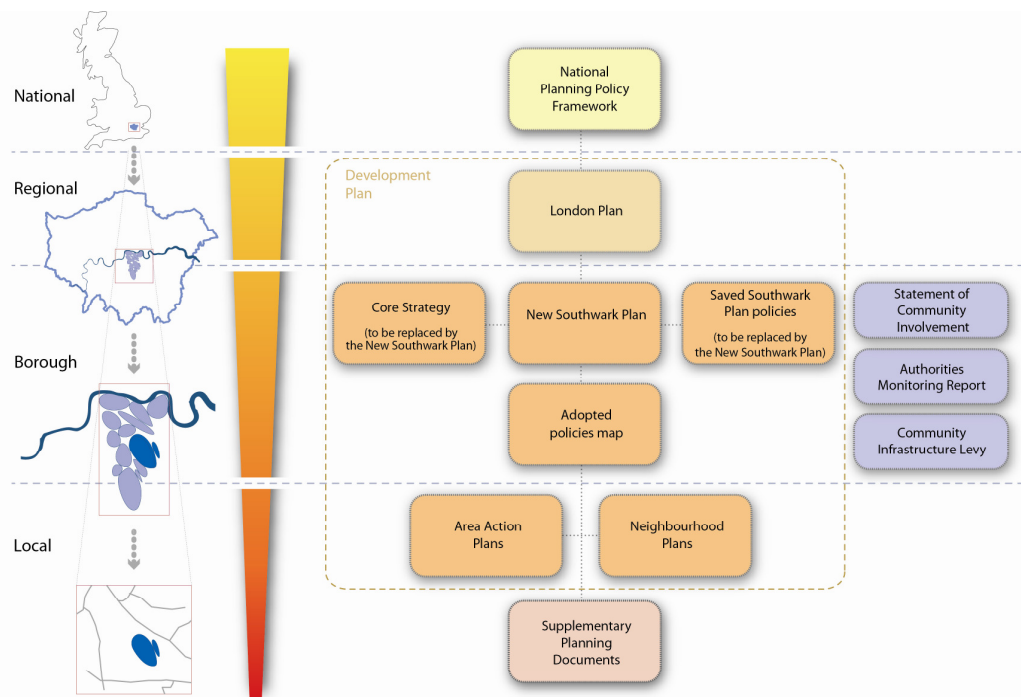 National
National
Planning Policy
Framework
Regional
Development
Plan
London Plan
Borough
Core Strategy
(to be replaced by
the New Southwark Plan)
New Southwark Plan
Saved Southwark
Plan policies
(to be replaced by
the New Southwark Plan)
Statement of
Community
Involvement
Authorities
Monitoring Report
Adopted
policies map
Community
Infrastructure Levy
Local
Area Action
Plans
Neighbourhood
Plans
Supplementary
Planning
Documents